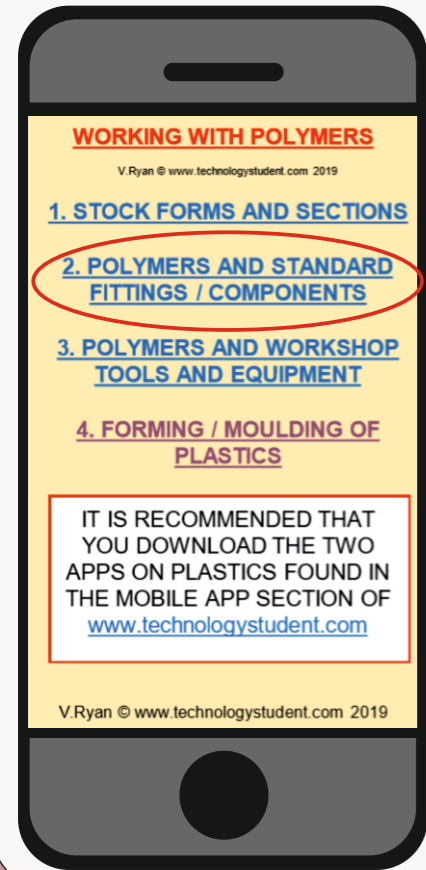 WORKING WITH POLYMERS
V.Ryan © www.technologystudent.com 2019
1. STOCK FORMS AND SECTIONS
2. POLYMERS AND STANDARD
FITTINGS / COMPONENTS
3. POLYMERS AND WORKSHOP
TOOLS AND EQUIPMENT
4. FORMING / MOULDING OF
PLASTICS
IT IS RECOMMENDED THAT
YOU DOWNLOAD THE TWO
APPS ON PLASTICS FOUND IN
THE MOBILE APP SECTION OF
www.technologystudent.com
V.Ryan © www.technologystudent.com 2019